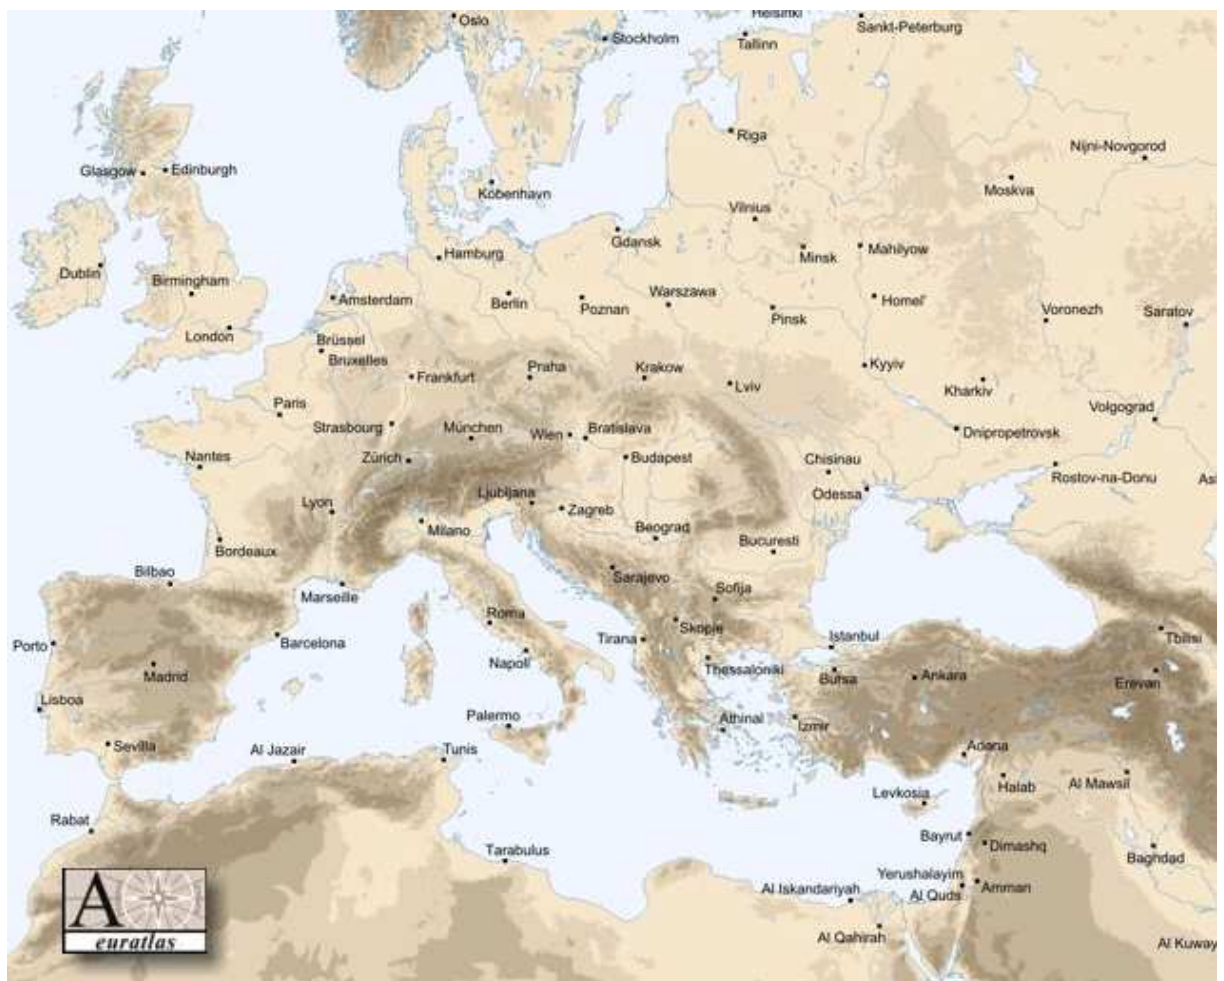 Helsinki
Oslo
Sankt-Peterburg
Stockholm
Tallinn
Riga
Nijni-Novgorod
Glasgow
Edinburgh
Moskva
Kobenhavn
Vilnius
Gdansk
Mahilyow
Hamburg
Minsk
Dublin
Birmingham
Amsterdam
Berlin
Poznan
Warszawa
Homel'
Pinsk
Voronezh
Saratov
London
Brüssel
Bruxelles
Frankfurt
Praha
Krakow
Lviv
Kyyiv
Kharkiv
Paris
Volgograd
Strasbourg
München
Wien
Bratislava
Dnipropetrovsk
Nantes
Zürich
Budapest
Chisinau
Rostov-na-Donu
As
Lyon
Ljubljana
Odessa
Zagreb
Milano
Beograd
Bordeaux
Bucuresti
Bilbao
Sarajevo
Marseille
Sofija
Roma
Skopje
Porto
Barcelona
Tirana
Istanbul
Tbilisi
Napoli
Thessaloniki
Madrid
Bursa
Ankara
Erevan
Lisboa
Palermo
Athinai
Izmir
Sevilla
Al Jazair
Tunis
Adana
Halab
Al Mawsil
Levkosia
Rabat
Bayrut
Dimashq
Tarabulus
Baghdad
Yerushalayim
Al Iskandariyah
Al Quds
Amman
A
euratlas
Al Qahirah
Al Kuway